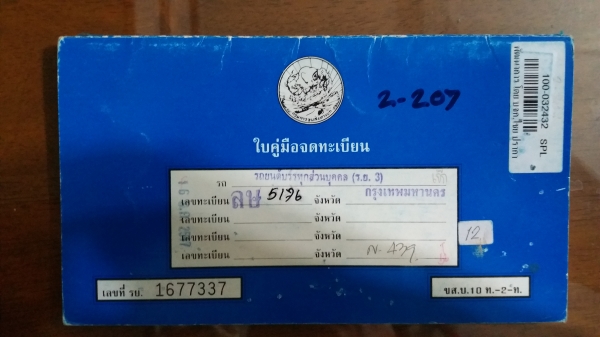 2-207
100-032432 SPL
ใบคู่มือจดทะเบียน
รถ รถยนต์บรรทุกส่วนบุคคล (ร.ย. 3)
เลขทะเบียน ลษ 5176 จังหวัด กรุงเทพมหานคร
เลขทะเบียน จังหวัด
เลขทะเบียน จังหวัด
เลขทะเบียน จังหวัด
12
เลขที่ รย. 1677337
ขส.บ.10 ท.-2-ท.